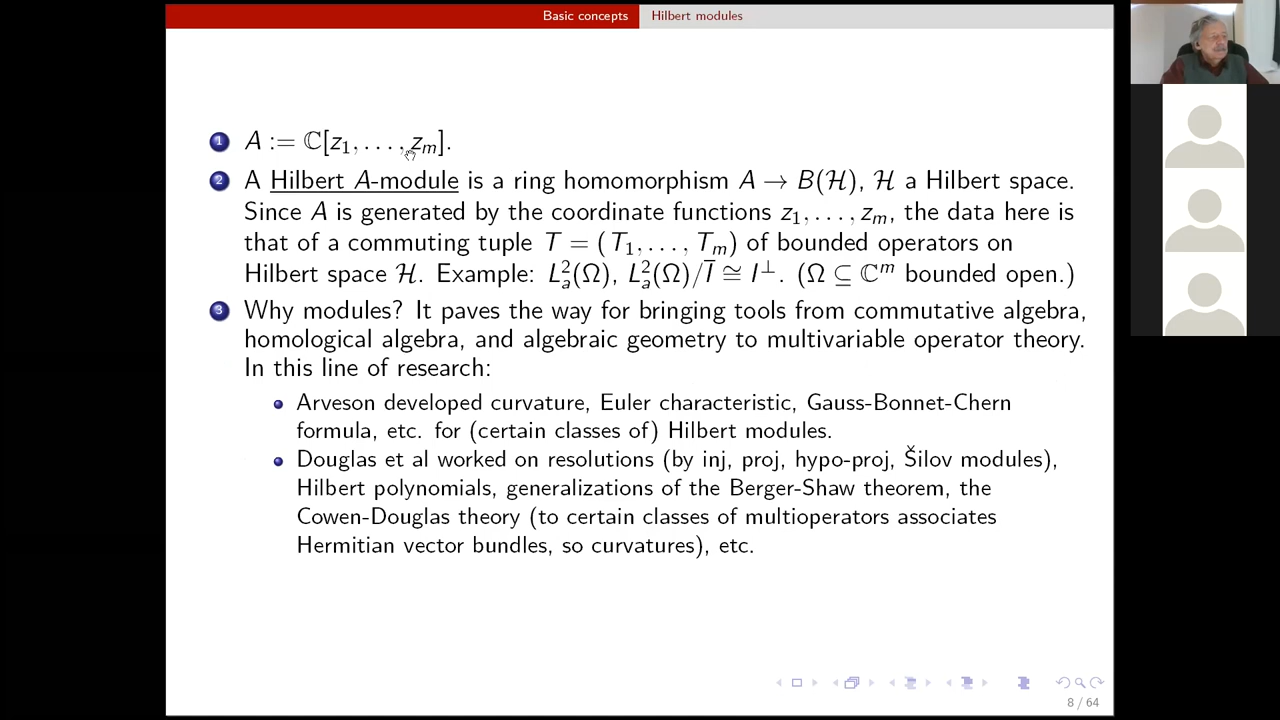 Basic concepts Hilbert modules
1 A := ℂ[z₁, . . . , zₘ].
2 A Hilbert A-module is a ring homomorphism A → B(ℋ), ℋ a Hilbert space.
Since A is generated by the coordinate functions z₁, . . . , zₘ, the data here is
that of a commuting tuple T = (T₁, . . . , Tₘ) of bounded operators on
Hilbert space ℋ. Example: L²ₐ(Ω), L²ₐ(Ω)/Ī ≅ I^⊥. (Ω ⊆ ℂᵐ bounded open.)
3 Why modules? It paves the way for bringing tools from commutative algebra,
homological algebra, and algebraic geometry to multivariable operator theory.
In this line of research:
Arveson developed curvature, Euler characteristic, Gauss-Bonnet-Chern
formula, etc. for (certain classes of) Hilbert modules.
Douglas et al worked on resolutions (by inj, proj, hypo-proj, Šilov modules),
Hilbert polynomials, generalizations of the Berger-Shaw theorem, the
Cowen-Douglas theory (to certain classes of multioperators associates
Hermitian vector bundles, so curvatures), etc.
8 / 64